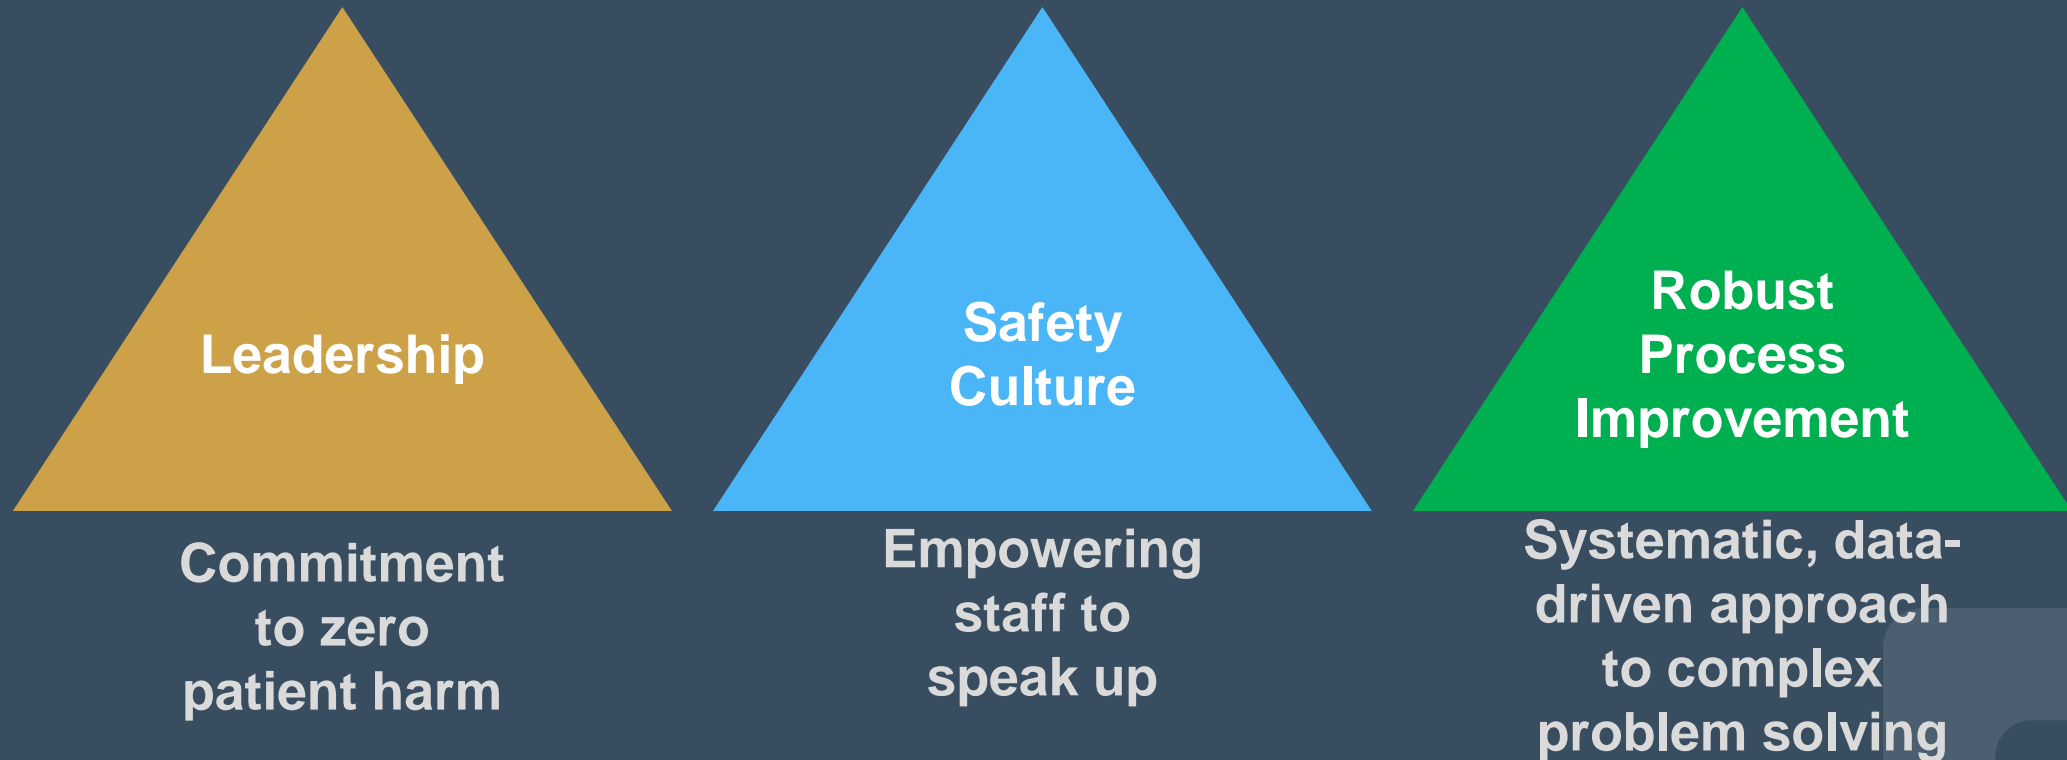 Leadership
Commitment
to zero
patient harm
Safety
Culture
Empowering
staff to
speak up
Robust
Process
Improvement
Systematic, data-
driven approach
to complex
problem solving